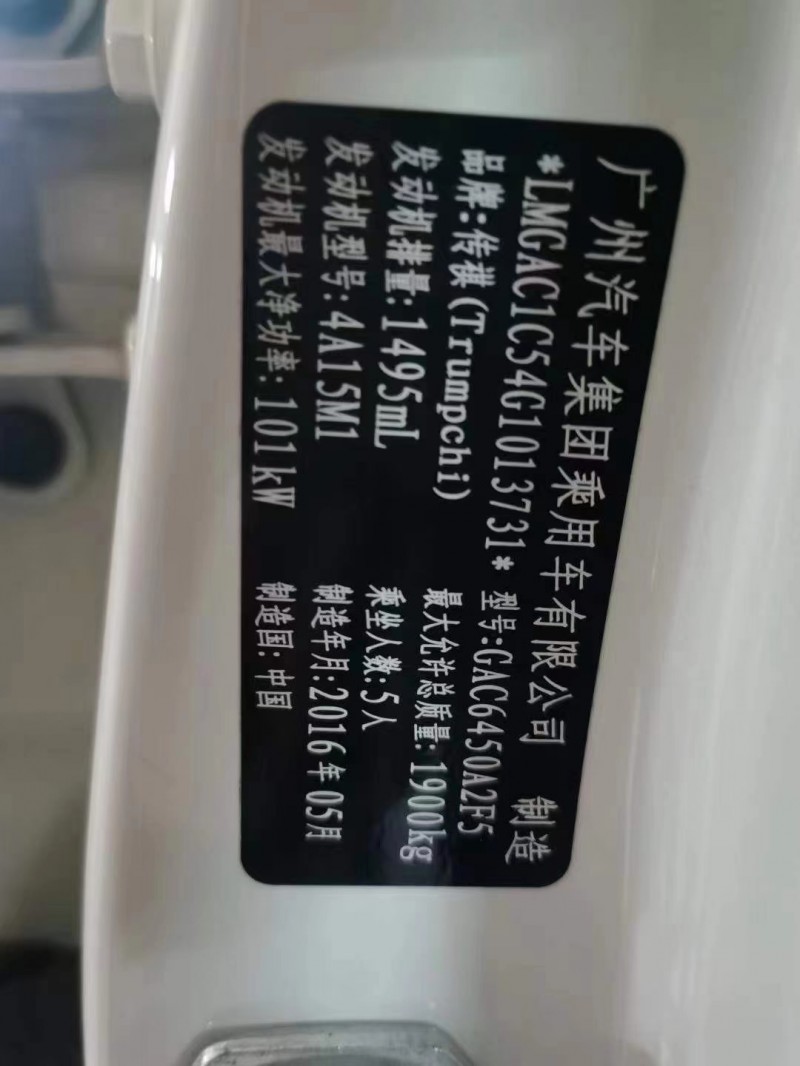 广州汽车集团乘用车有限公司 制造
*LMGAC1C54G1013731* 型号:GAC6450A2F5
品牌:传祺(Trumpchi) 最大允许总质量:1900kg
发动机排量:1495mL 乘坐人数:5人
发动机型号:4A15M1 制造年月:2016年05月
发动机最大净功率:101kW 制造国:中国